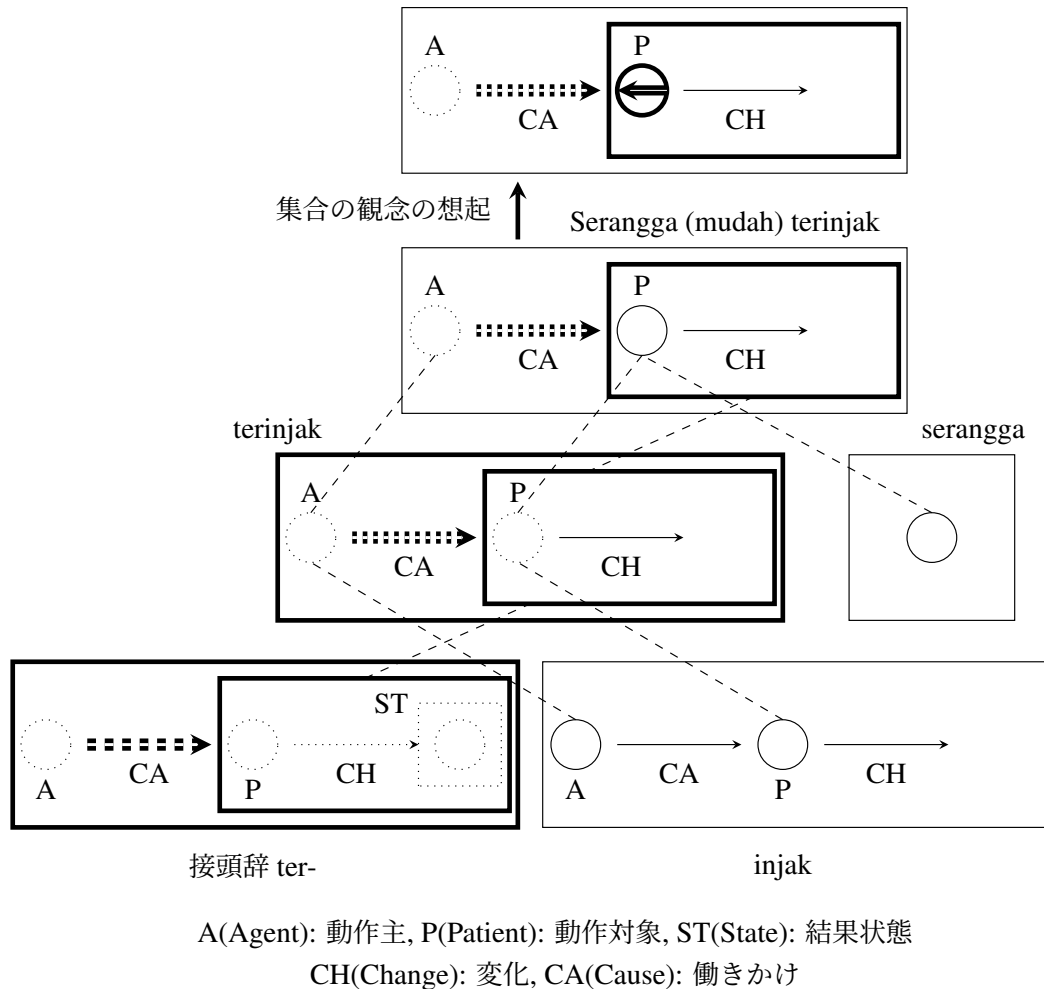 A
P
CA
CH
集合の観念の想起
Serangga (mudah) terinjak
A
P
CA
CH
terinjak
serangga
A
P
CA
CH
ST
A
CA
P
CH
A
CA
P
CH
接頭辞 ter-
injak
A(Agent): 動作主, P(Patient): 動作対象, ST(State): 結果状態
CH(Change): 変化, CA(Cause): 働きかけ